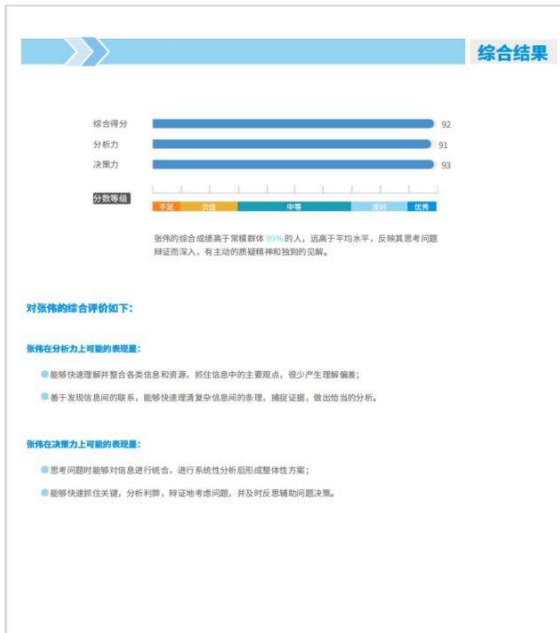 综合结果
综合得分 92
分析力 91
决策力 93
分数等级
不足 欠佳 中等 良好 优秀
张伟的综合成绩高于常模群体 99%的人，远高于平均水平，反映其思考问题
辩证而深入，有主动的质疑精神和独到的见解。
对张伟的综合评价如下：
张伟在分析力上可能的表现是：
能够快速理解并整合各类信息和资源，抓住信息中的主要观点，很少产生理解偏差；
善于发现信息间的联系，能够快速理清复杂信息间的条理，捕捉证据，做出恰当的分析。
张伟在决策力上可能的表现是：
思考问题时能够对信息进行统合，进行系统性分析后形成整体性方案；
能够快速抓住关键，分析利弊，辩证地考虑问题，并及时反思辅助问题决策。